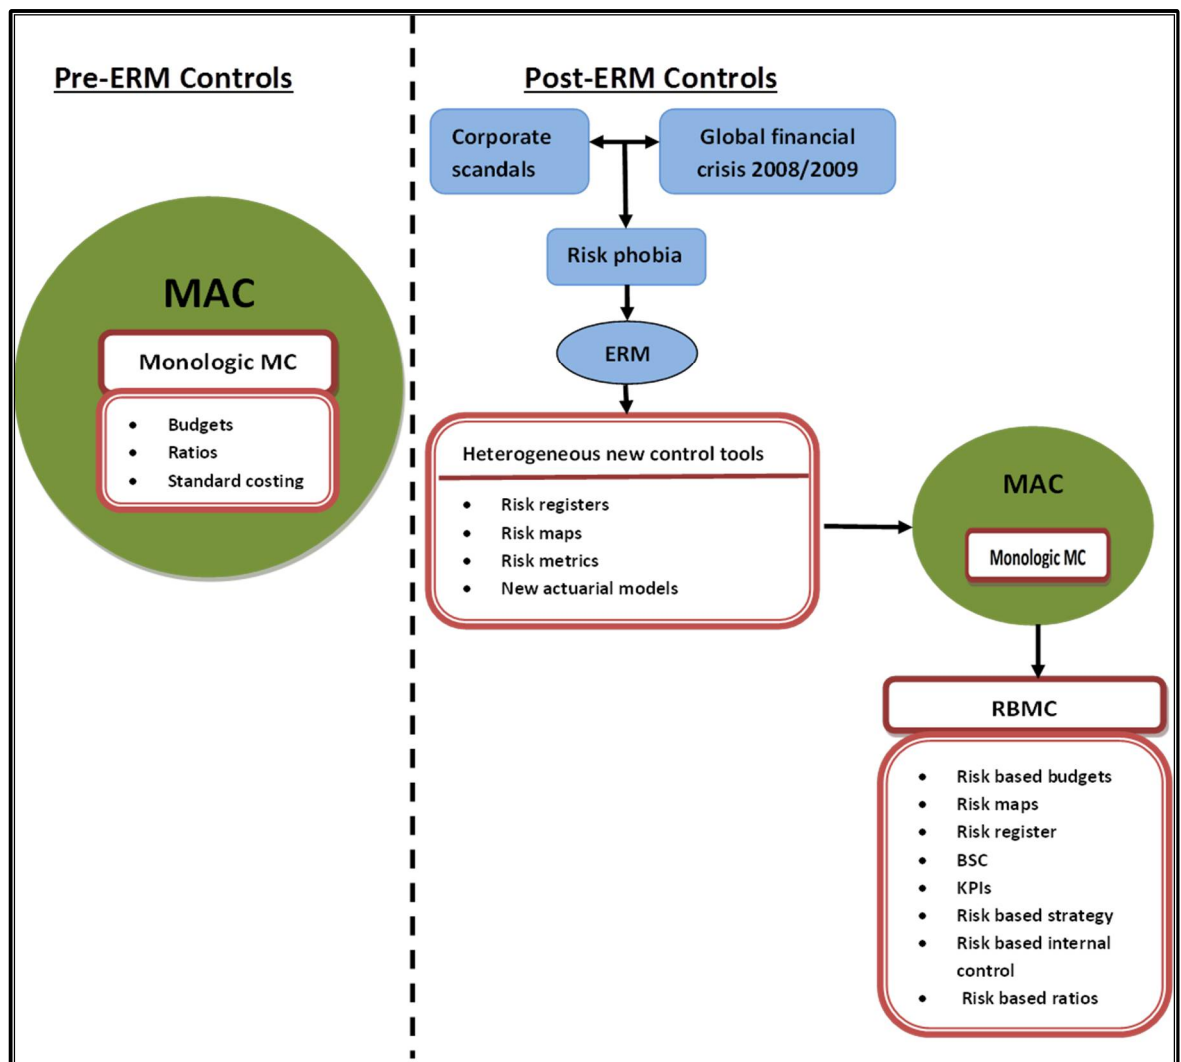 Pre-ERM Controls
MAC
Monologic MC
Budgets
Ratios
Standard costing
Post-ERM Controls
Corporate
scandals
Global financial
crisis 2008/2009
Risk phobia
ERM
Heterogeneous new control tools
Risk registers
Risk maps
Risk metrics
New actuarial models
MAC
Monologic MC
RBMC
Risk based budgets
Risk maps
Risk register
BSC
KPIs
Risk based strategy
Risk based internal
control
Risk based ratios